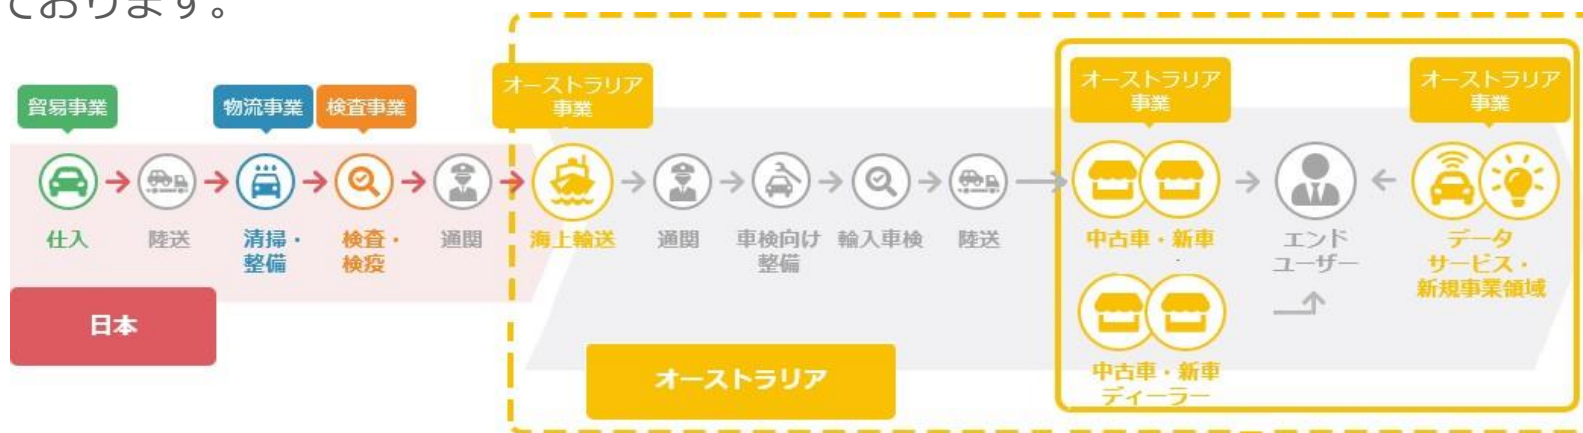 ております。
オーストラリア
事業
オーストラリア
事業
オーストラリア
事業
貿易事業
物流事業
検査事業
仕入
陸送
清掃・
整備
検査・
検疫
通関
海上輸送
通関
車検向け
整備
輸入車検
陸送
中古車・新車
エンド
ユーザー
データ
サービス・
新規事業領域
日本
オーストラリア
中古車・新車
ディーラー